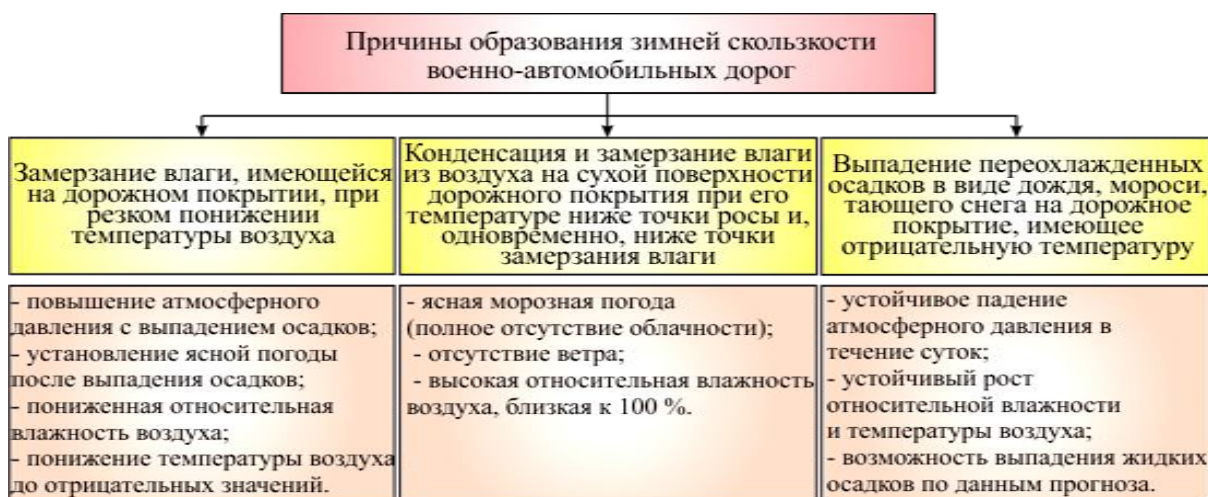 Причины образования зимней скользкости
военно-автомобильных дорог
Замерзание влаги, имеющейся
на дорожном покрытии, при
резком понижении
температуры воздуха
Конденсация и замерзание влаги
из воздуха на сухой поверхности
дорожного покрытия при его
температуре ниже точки росы и,
одновременно, ниже точки
замерзания влаги
Выпадение переохлажденных
осадков в виде дождя, мороси,
тающего снега на дорожное
покрытие, имеющее
отрицательную температуру
- повышение атмосферного
давления с выпадением осадков;
- установление ясной погоды
после выпадения осадков;
- пониженная относительная
влажность воздуха;
- понижение температуры воздуха
до отрицательных значений.
- ясная морозная погода
(полное отсутствие облачности);
- отсутствие ветра;
- высокая относительная влажность
воздуха, близкая к 100 %.
- устойчивое падение
атмосферного давления в
течение суток;
- устойчивый рост
относительной влажности
и температуры воздуха;
- возможность выпадения жидких
осадков по данным прогноза.